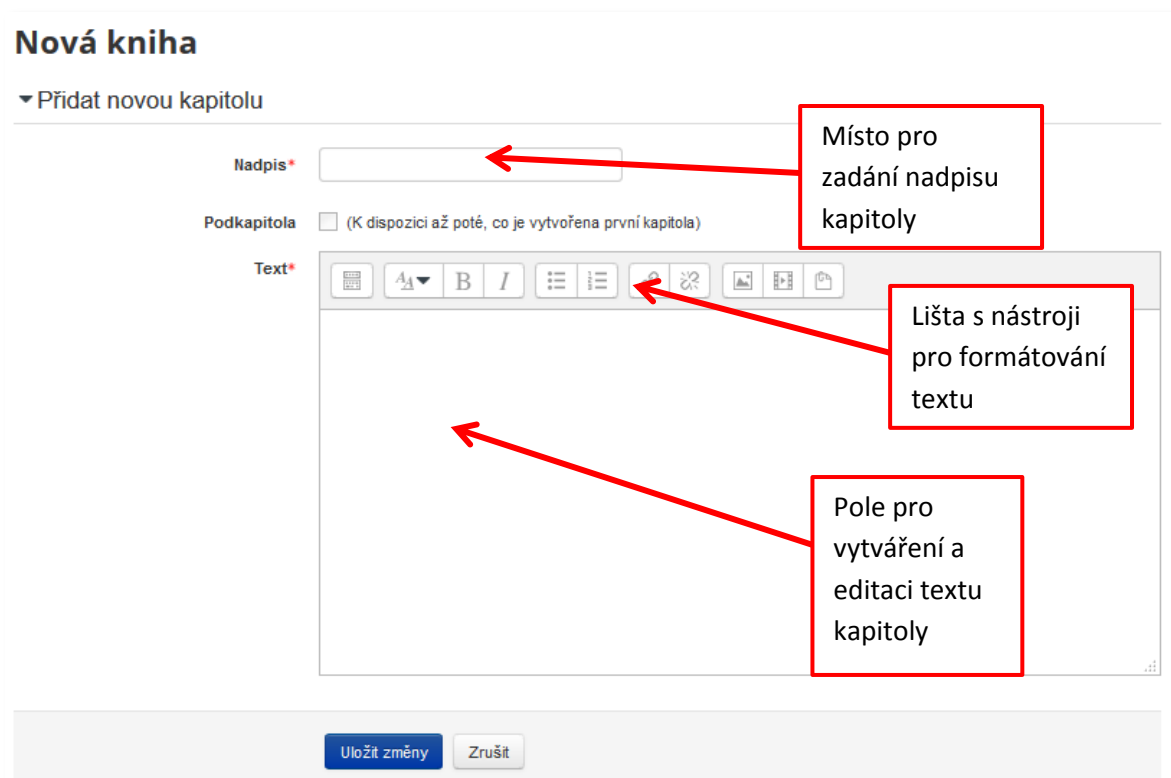 Nová kniha
Přidat novou kapitolu
Místo pro
zadání nadpisu
kapitoly
Nadpis*
Podkapitola (K dispozici až poté, co je vytvořena první kapitola)
Text*
B I
Lišta s nástroji
pro formátování
textu
Pole pro
vytváření a
editaci textu
kapitoly
Uložit změny Zrušit